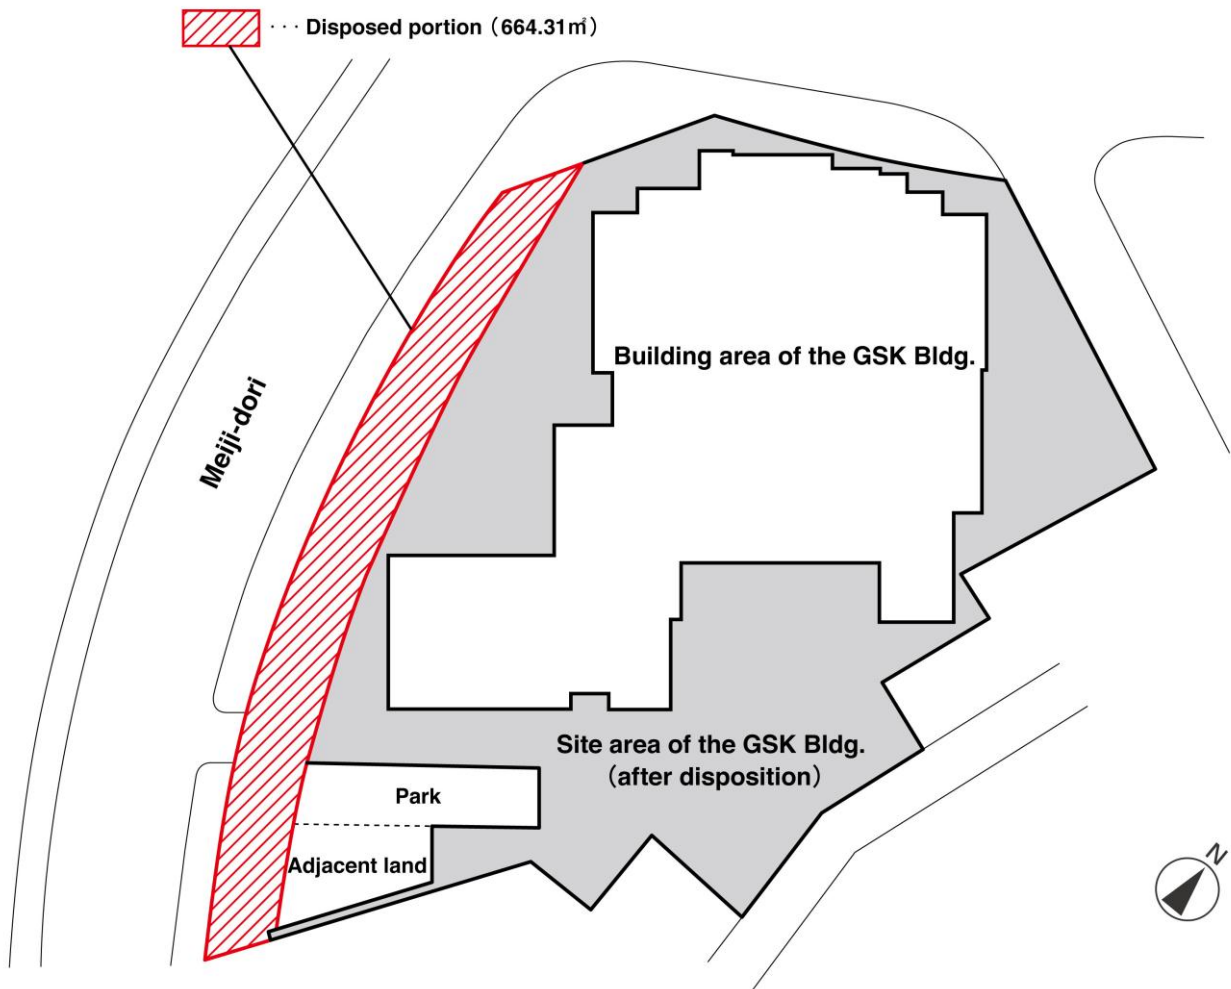 ··· Disposed portion（664.31㎡）
Meiji-dori
Building area of the GSK Bldg.
Site area of the GSK Bldg.
（after disposition）
Park
Adjacent land
N